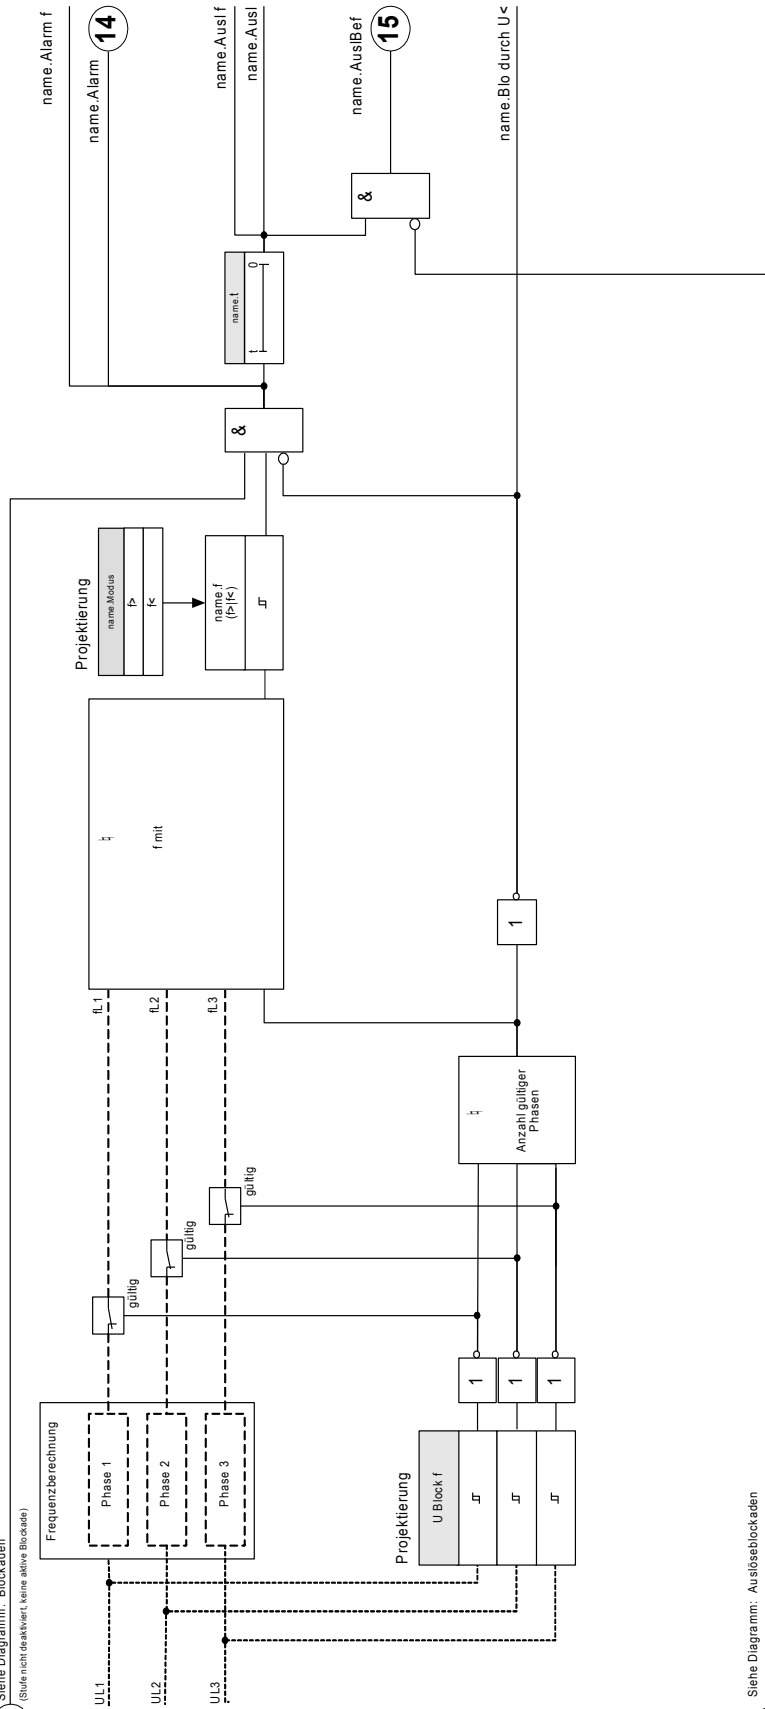 Siehe Diagramm: Blockaden
(Stufe nicht deaktiviert, keine aktive Blockade)
UL1
UL2
UL3
Frequenzberechnung
Phase 1
Phase 2
Phase 3
gültig
gültig
gültig
fL1
fL2
fL3
f mit
Projektierung
name.Modus
f>
f<
name.f
(f>|f<)
&
name.t
t
0
&
name.Alarm f
name.Alarm
14
name.Ausl f
name.Ausl
name.AuslBef
15
name.Blo durch U<
Projektierung
U Block f
1
1
1
Anzahl gültiger
Phasen
1
Siehe Diagramm: Auslöseblockaden